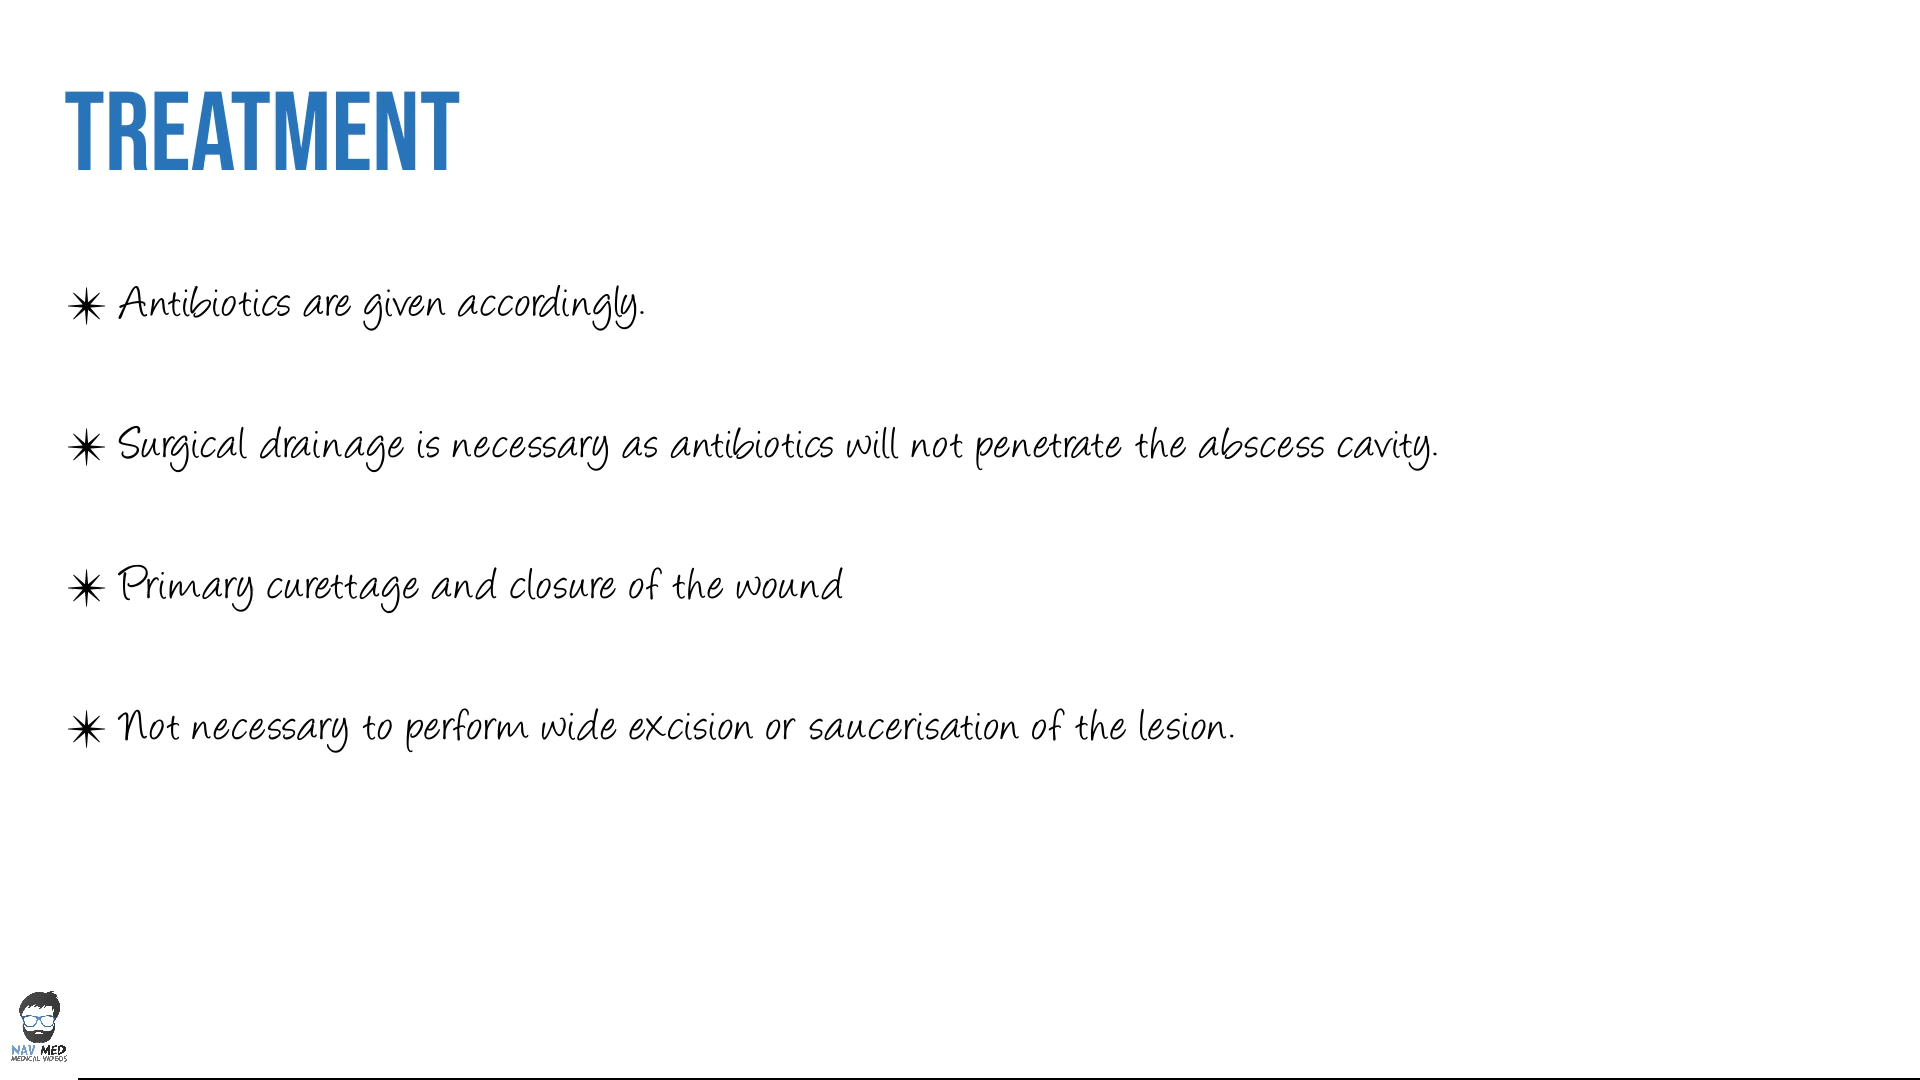 TREATMENT
Antibiotics are given accordingly.
Surgical drainage is necessary as antibiotics will not penetrate the abscess cavity.
Primary curettage and closure of the wound
Not necessary to perform wide excision or saucerisation of the lesion.
NAV MED
MEDICAL VIDEOS